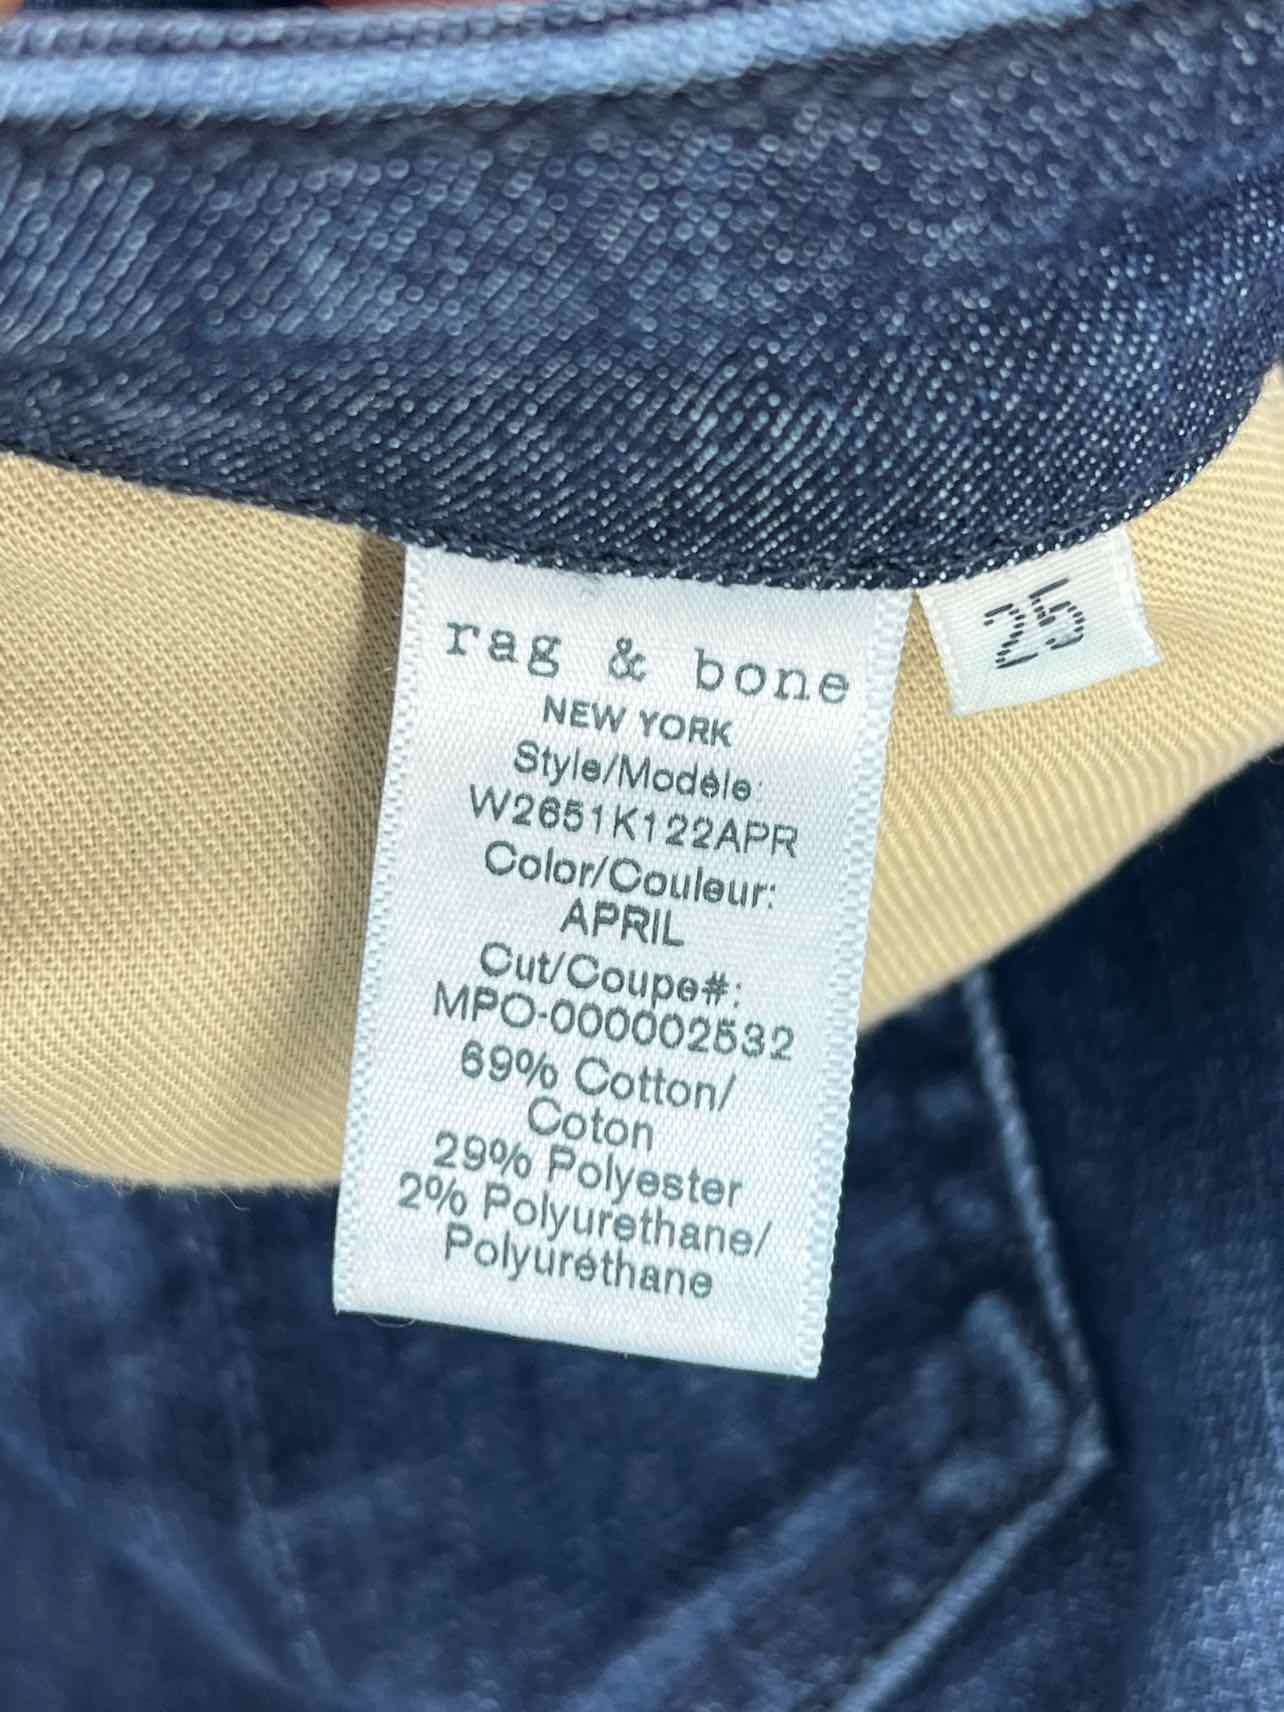 rag & bone
NEW YORK
Style/Modèle:
W2651K122APR
Color/Couleur:
APRIL
Cut/Coupe#:
MPO-000002532
69% Cotton/
Coton
29% Polyester
2% Polyurethane/
Polyuréthane
25